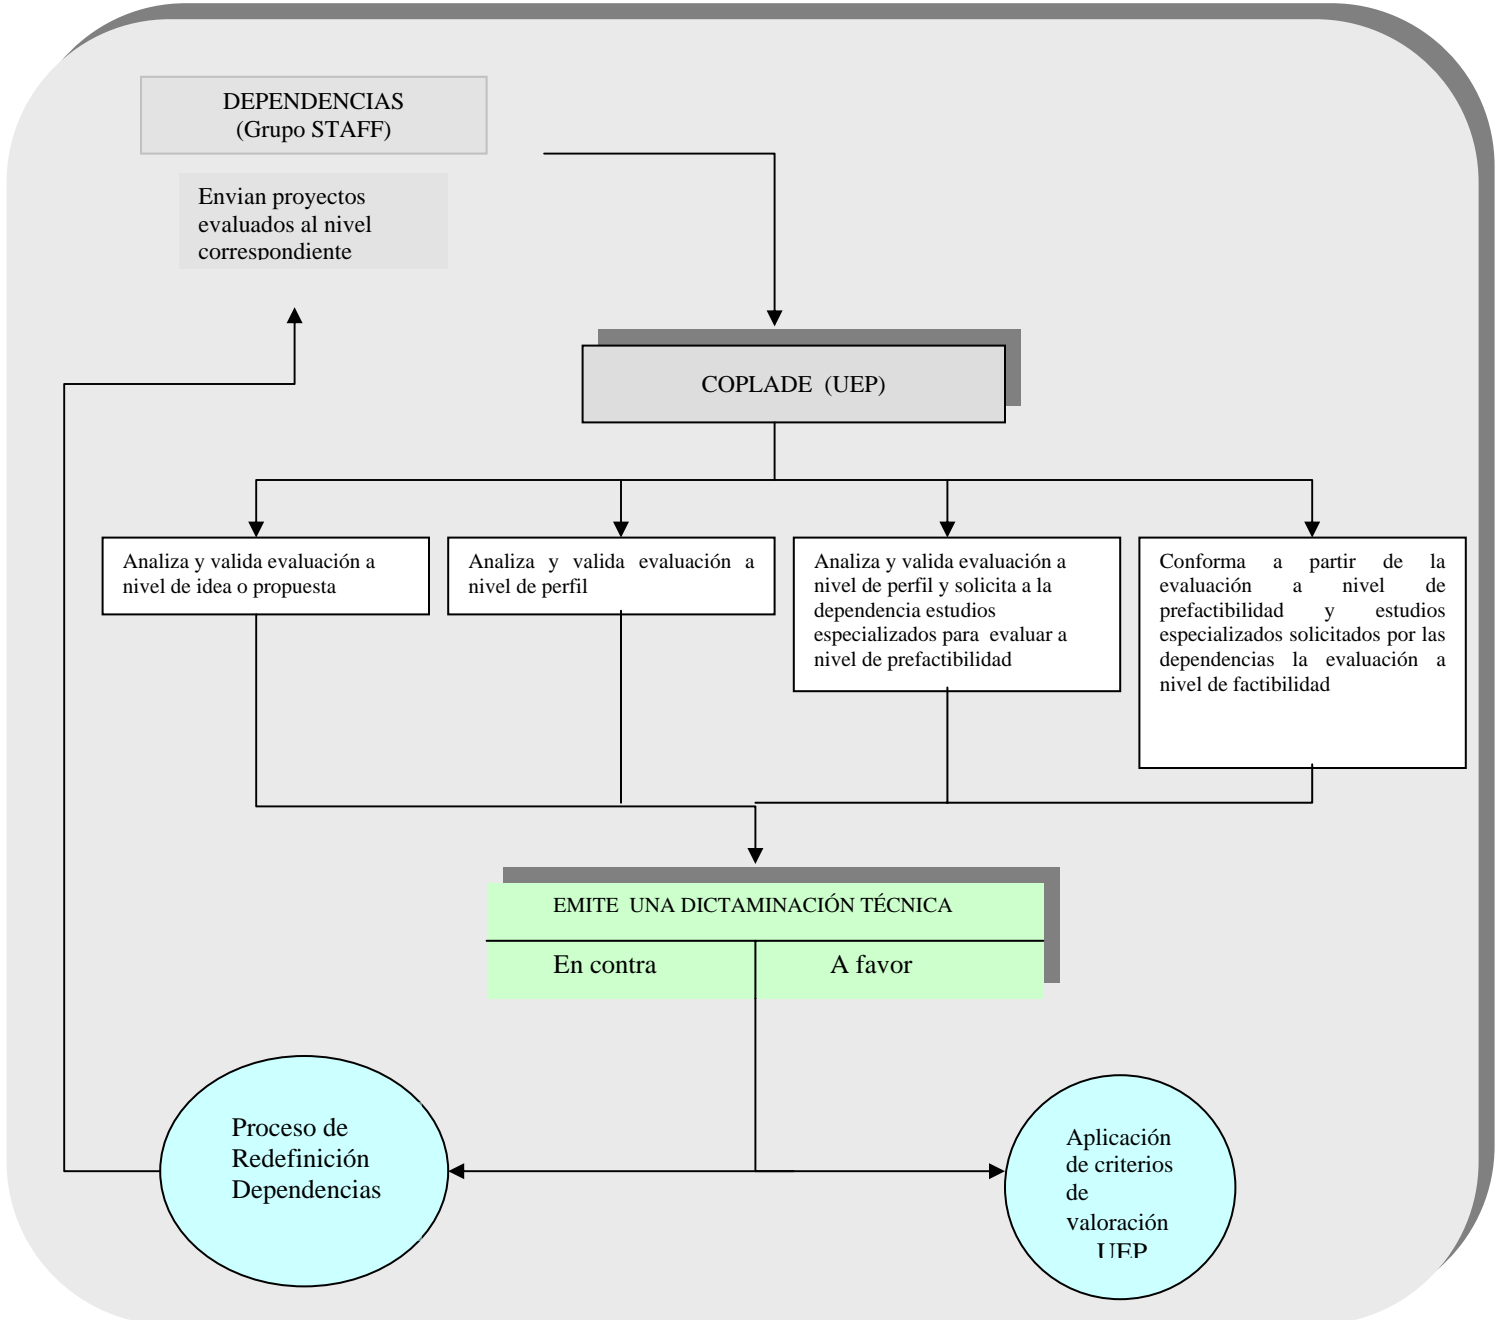 DEPENDENCIAS
(Grupo STAFF)
Envian proyectos
evaluados al nivel
correspondiente
COPLADE (UEP)
Analiza y valida evaluación a
nivel de idea o propuesta
Analiza y valida evaluación a
nivel de perfil
Analiza y valida evaluación a
nivel de perfil y solicita a la
dependencia estudios
especializados para evaluar a
nivel de prefactibilidad
Conforma a partir de la
evaluación a nivel de
prefactibilidad y estudios
especializados solicitados por las
dependencias la evaluación a
nivel de factibilidad
EMITE UNA DICTAMINACIÓN TÉCNICA
En contra
A favor
Proceso de
Redefinición
Dependencias
Aplicación
de criterios
de
valoración
UEP